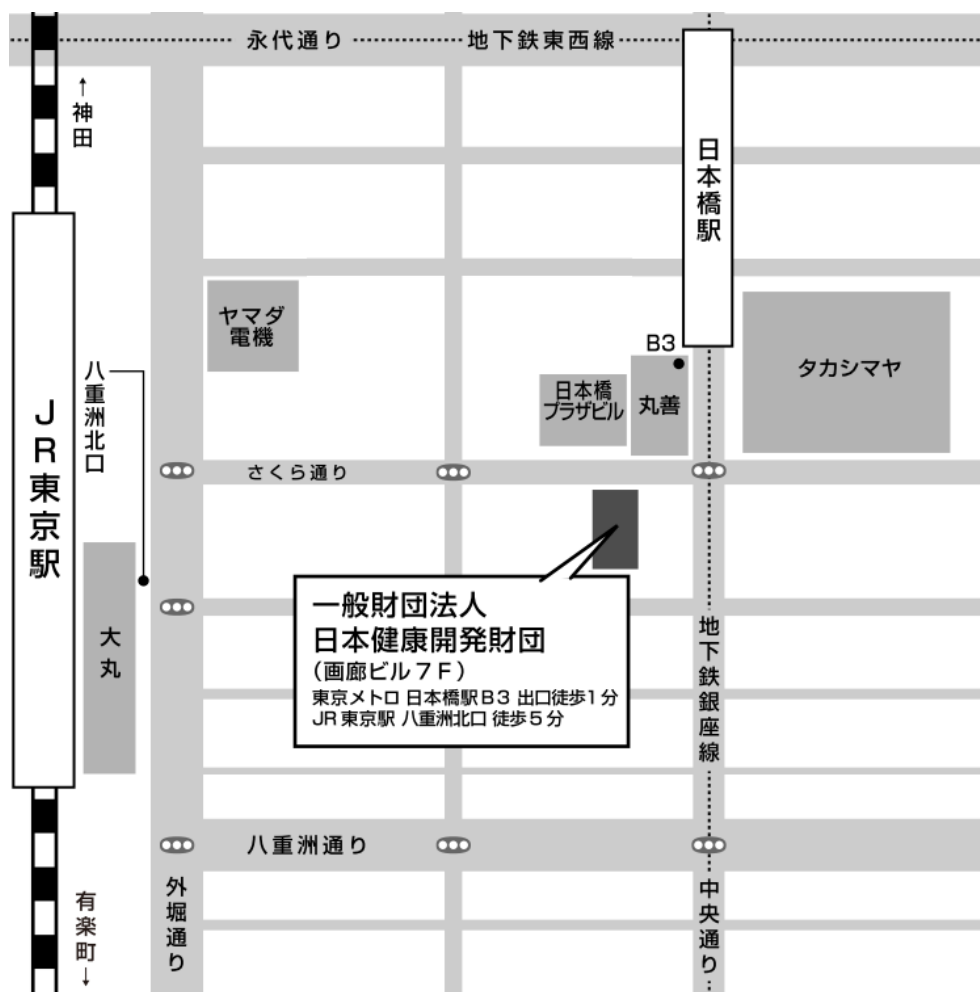 永代通り
地下鉄東西線
↑神田
日本橋駅
ヤマダ
電機
B3
タカシマヤ
八重洲北口
日本橋
プラザビル
丸善
JR東京駅
さくら通り
一般財団法人
日本健康開発財団
(画廊ビル7F)
東京メトロ 日本橋駅B3 出口徒歩1分
JR東京駅 八重洲北口 徒歩5分
大丸
地下鉄銀座線
八重洲通り
外堀通り
中央通り
有楽町↓